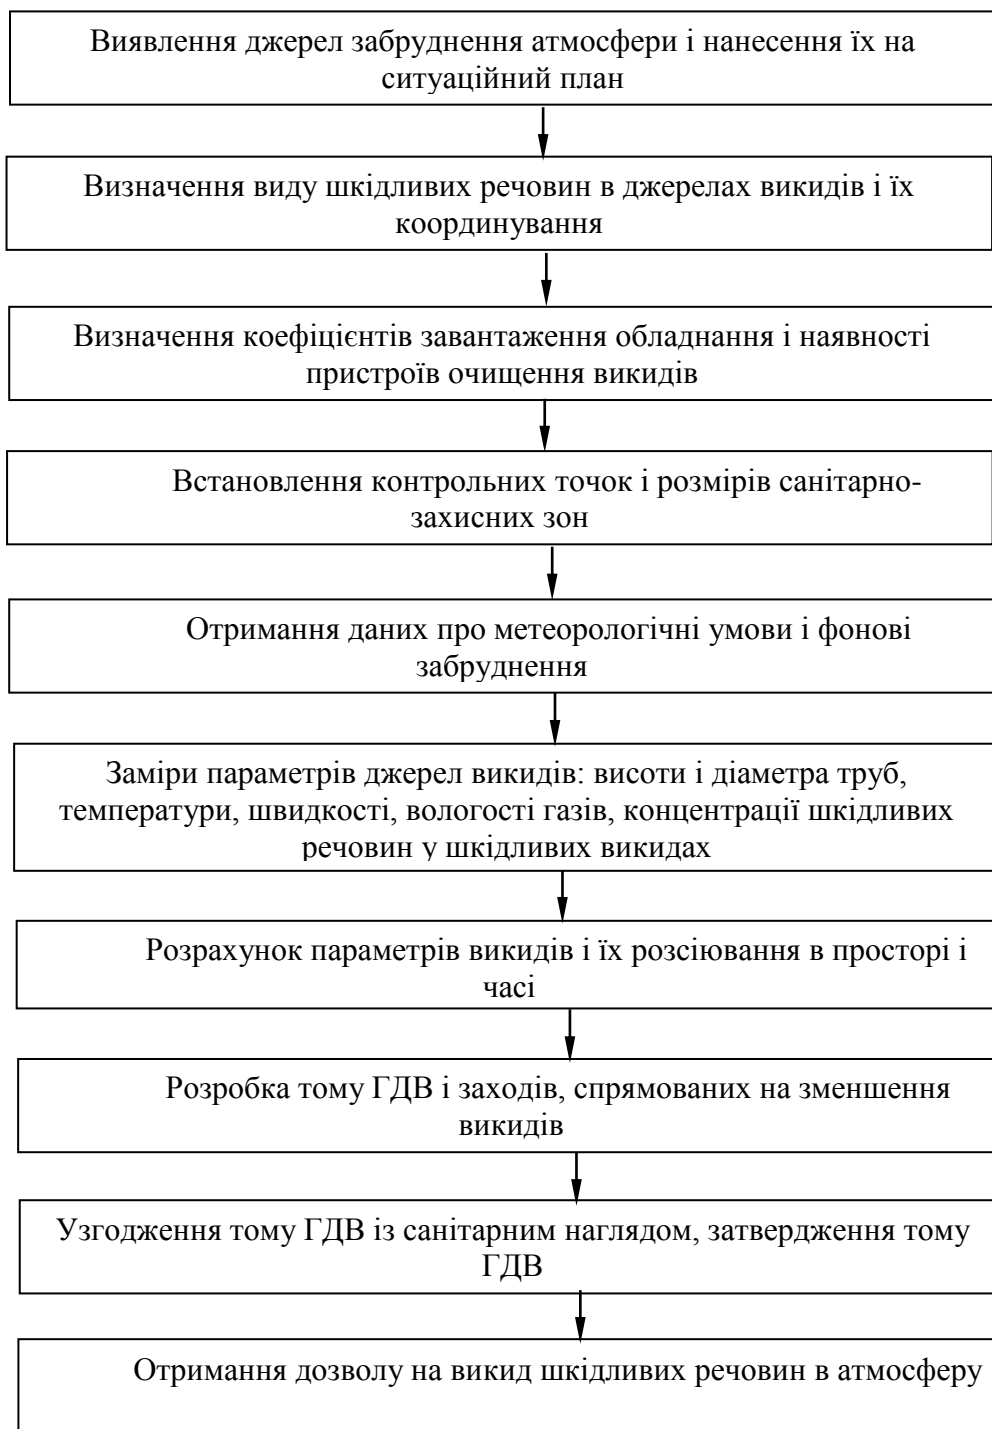 Виявлення джерел забруднення атмосфери і нанесення їх на
ситуаційний план
Визначення виду шкідливих речовин в джерелах викидів і їх
координування
Визначення коефіцієнтів завантаження обладнання і наявності
пристроїв очищення викидів
Встановлення контрольних точок і розмірів санітарно-
захисних зон
Отримання даних про метеорологічні умови і фонові
забруднення
Заміри параметрів джерел викидів: висоти і діаметра труб,
температури, швидкості, вологості газів, концентрації шкідливих
речовин у шкідливих викидах
Розрахунок параметрів викидів і їх розсіювання в просторі і
часі
Розробка тому ГДВ і заходів, спрямованих на зменшення
викидів
Узгодження тому ГДВ із санітарним наглядом, затвердження тому
ГДВ
Отримання дозволу на викид шкідливих речовин в атмосферу